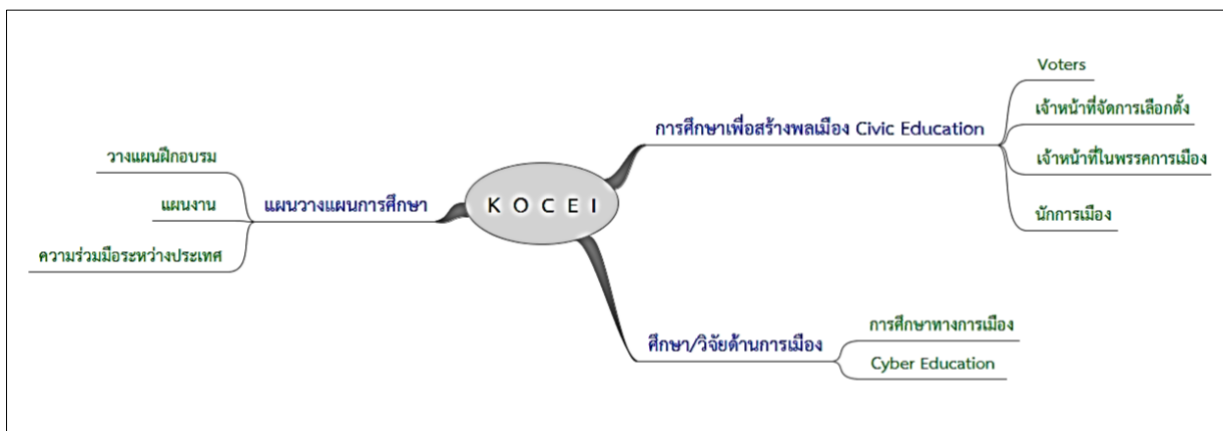 Voters
การศึกษาเพื่อสร้างพลเมือง Civic Education
เจ้าหน้าที่จัดการเลือกตั้ง
เจ้าหน้าที่ในพรรคการเมือง
นักการเมือง
วางแผนฝึกอบรม
แผนวางแผนการศึกษา
แผนงาน
ความร่วมมือระหว่างประเทศ
K O C E I
ศึกษา/วิจัยด้านการเมือง
การศึกษาทางการเมือง
Cyber Education